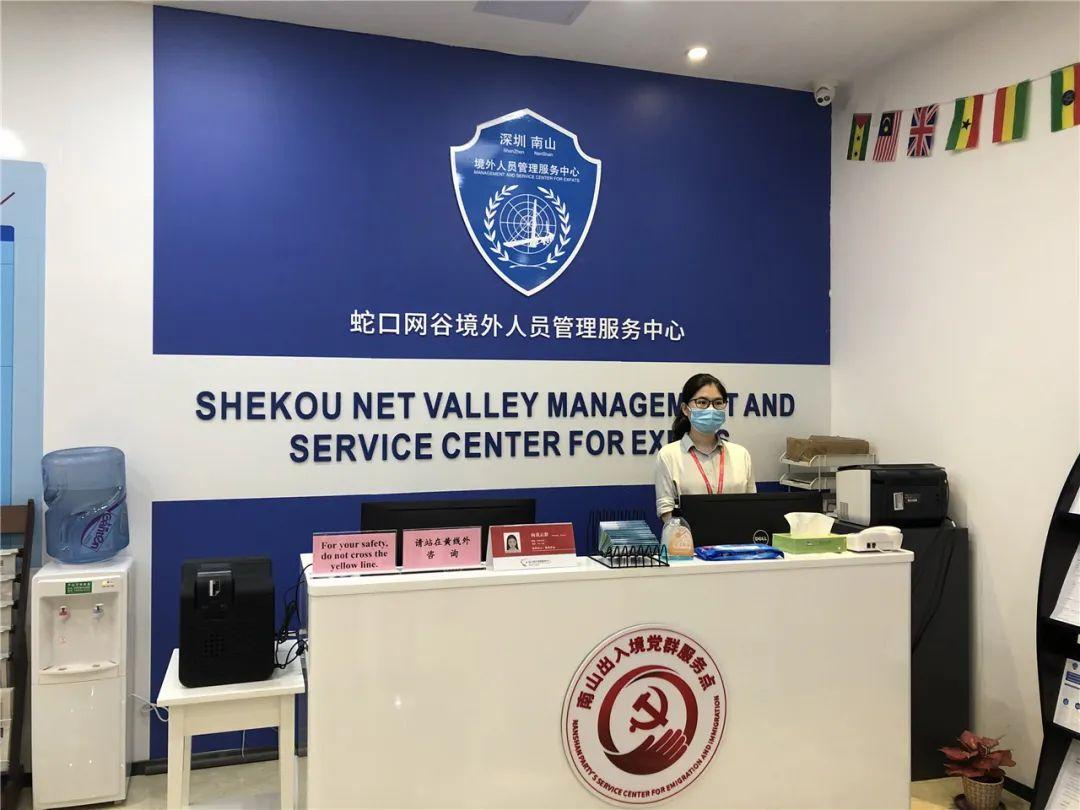 深圳 南山
ShenZhen NanShan
境外人员管理服务中心
MANAGEMENT AND SERVICE CENTER FOR EXPATS
蛇口网谷境外人员管理服务中心
SHEKOU NET VALLEY MANAGEM T AND
SERVICE CENTER FOR EX S
For your safety,
do not cross the
yellow line.
请站在黄线外
咨 询
DELL
南山出入境党群服务点
NANSHAN PARTY'S SERVICE CENTER FOR EMIGRATION AND IMMIGRATION